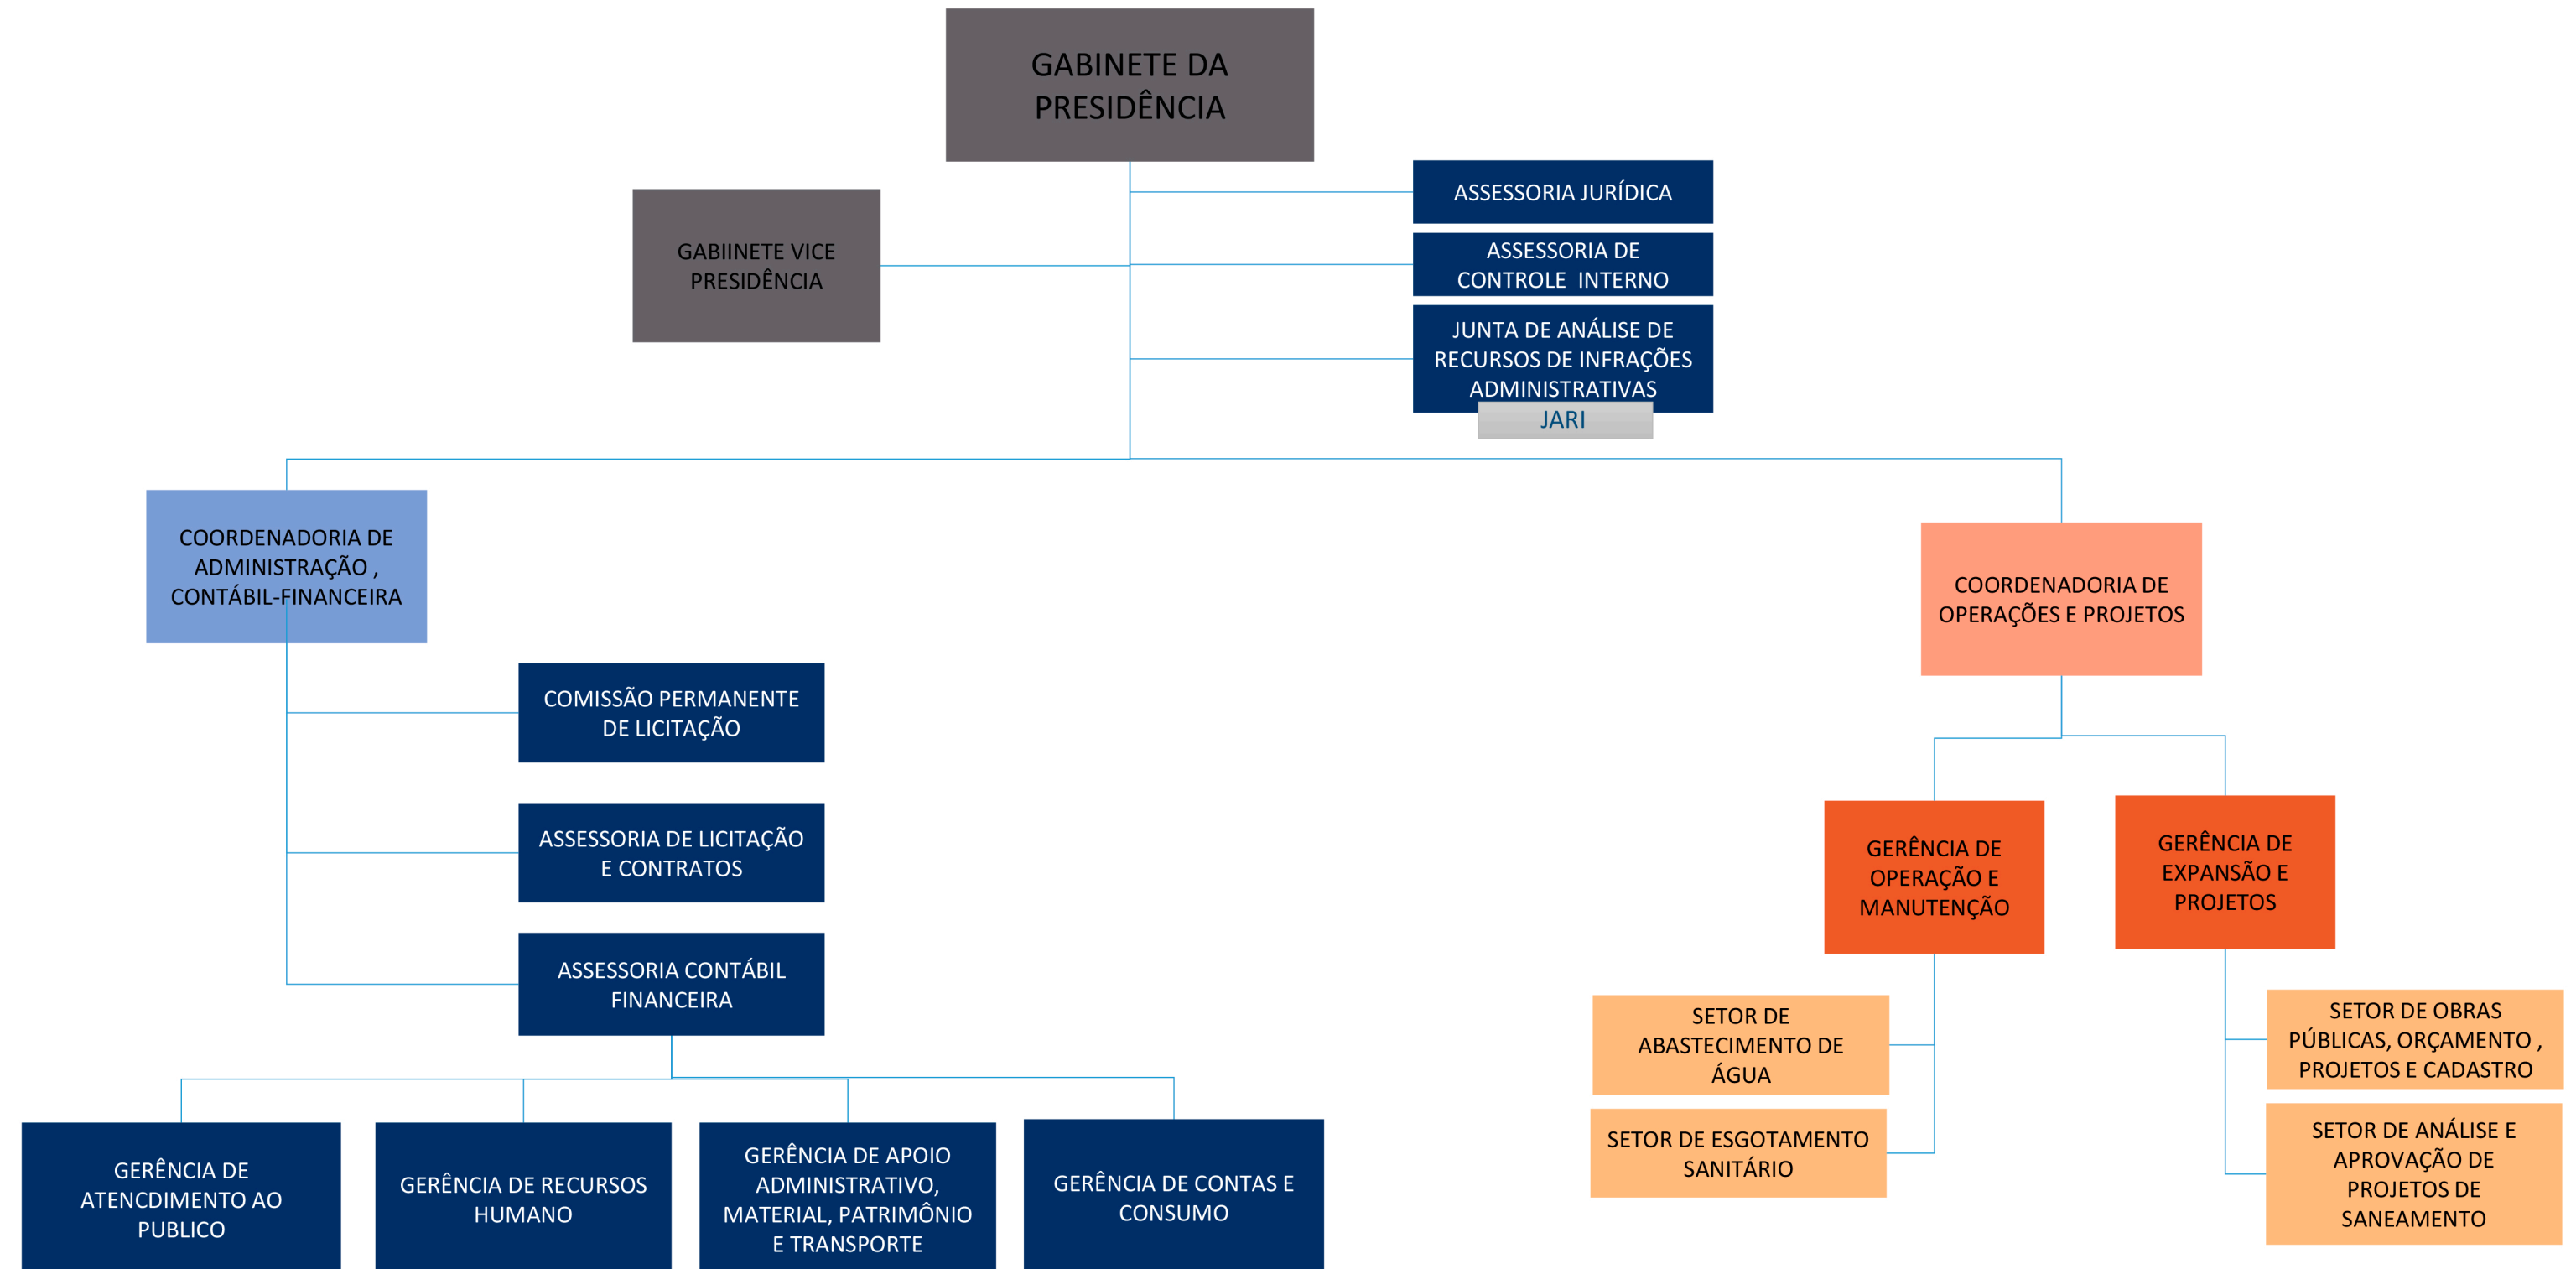 GABINETE DA
PRESIDÊNCIA
ASSESSORIA JURÍDICA
GABIINETE VICE
PRESIDÊNCIA
ASSESSORIA DE
CONTROLE  INTERNO
JUNTA DE ANÁLISE DE
RECURSOS DE INFRAÇÕES
ADMINISTRATIVAS
JARI
COORDENADORIA DE
ADMINISTRAÇÃO ,
CONTÁBIL-FINANCEIRA
COORDENADORIA DE
OPERAÇÕES E PROJETOS
COMISSÃO PERMANENTE
DE LICITAÇÃO
ASSESSORIA DE LICITAÇÃO
E CONTRATOS
ASSESSORIA CONTÁBIL
FINANCEIRA
GERÊNCIA DE
OPERAÇÃO E
MANUTENÇÃO
GERÊNCIA DE
EXPANSÃO E
PROJETOS
SETOR DE
ABASTECIMENTO DE
ÁGUA
SETOR DE ESGOTAMENTO
SANITÁRIO
SETOR DE OBRAS
PÚBLICAS, ORÇAMENTO ,
PROJETOS E CADASTRO
SETOR DE ANÁLISE E
APROVAÇÃO DE
PROJETOS DE
SANEAMENTO
GERÊNCIA DE
ATENCDIMENTO AO
PUBLICO
GERÊNCIA DE RECURSOS
HUMANO
GERÊNCIA DE APOIO
ADMINISTRATIVO,
MATERIAL, PATRIMÔNIO
E TRANSPORTE
GERÊNCIA DE CONTAS E
CONSUMO